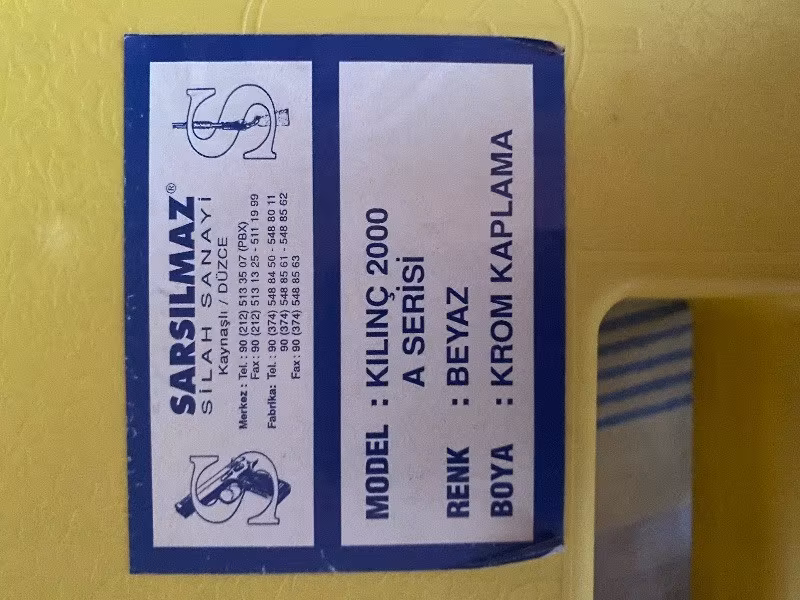 SARSILMAZ®
SİLAH SANAYİ
Kaynaşlı / DÜZCE
Merkez : Tel. : 90 (212) 513 35 07 (PBX)
Fax : 90 (212) 513 13 25 - 511 19 99
Fabrika: Tel. : 90 (374) 548 84 50 - 548 80 11
90 (374) 548 85 61 - 548 85 62
Fax : 90 (374) 548 85 63
MODEL : KILINÇ 2000
A SERİSİ
RENK : BEYAZ
BOYA : KROM KAPLAMA